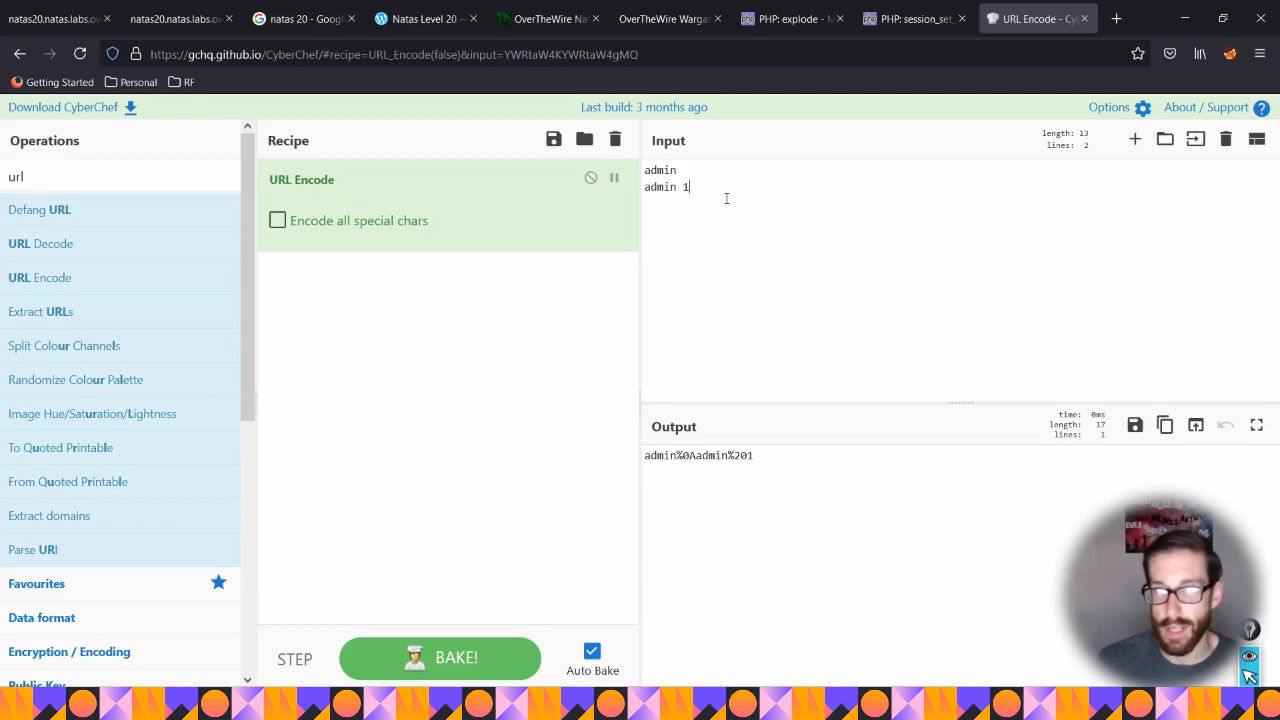 natas20.natas.labs.ov
natas20.natas.labs.ov
natas 20 - Googl
Natas Level 20 —
OverTheWire Nat
OverTheWire Wargar
PHP: explode - M
PHP: session_set_
URL Encode - Cy
https://gchq.github.io/CyberChef/#recipe=URL_Encode(false)&input=YWRtaW4KYWRtaW4gMQ
Getting Started
Personal
RF
Download CyberChef
Last build: 3 months ago
Options
About / Support
Operations
url
Defang URL
URL Decode
URL Encode
Extract URLs
Split Colour Channels
Randomize Colour Palette
Image Hue/Saturation/Lightness
To Quoted Printable
From Quoted Printable
Extract domains
Parse URI
Favourites
Data format
Encryption / Encoding
Public Key
Recipe
URL Encode
Encode all special chars
STEP
BAKE!
Auto Bake
Input
length: 13
lines: 2
admin
admin 1
Output
time: 0ms
length: 17
lines: 1
admin%0Aadmin%201